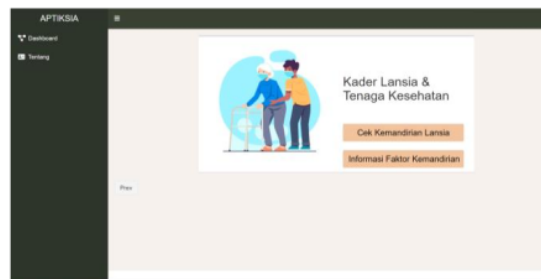 APTIKSIA
Dashboard
Tentang
Kader Lansia &
Tenaga Kesehatan
Cek Kemandirian Lansia
Informasi Faktor Kemandirian
Prev